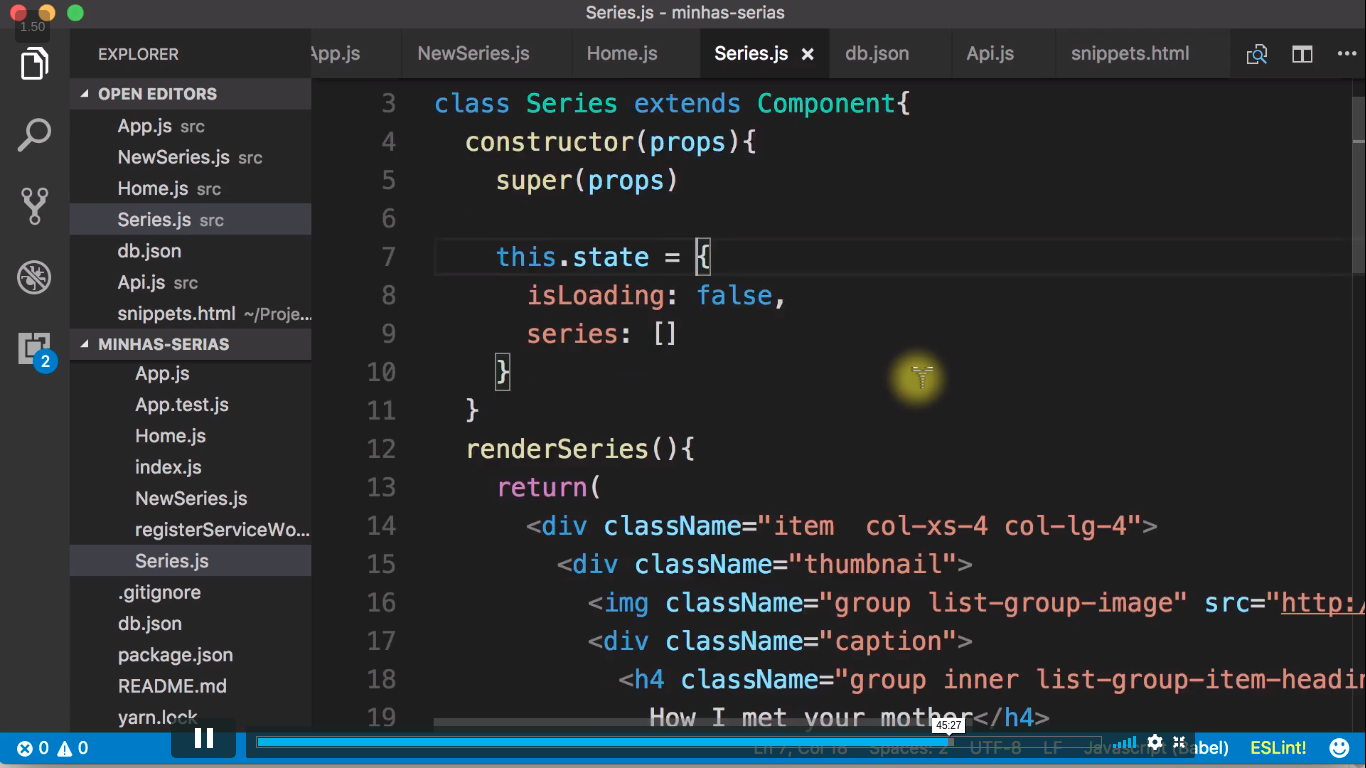 Series.js - minhas-serias
1.50
EXPLORER
App.js NewSeries.js Home.js Series.js × db.json Api.js snippets.html
OPEN EDITORS
App.js src
NewSeries.js src
Home.js src
Series.js src
db.json
Api.js src
snippets.html ~/Proje...
MINHAS-SERIAS
App.js
App.test.js
Home.js
index.js
NewSeries.js
registerServiceWo...
Series.js
.gitignore
db.json
package.json
README.md
yarn.lock
2
3 class Series extends Component{
4 constructor(props){
5 super(props)
6
7 this.state = {
8 isLoading: false,
9 series: []
10 }
11 }
12 renderSeries(){
13 return(
14 <div className="item  col-xs-4 col-lg-4">
15 <div className="thumbnail">
16 <img className="group list-group-image" src="http:/
17 <div className="caption">
18 <h4 className="group inner list-group-item-headin
19 How I met your mother</h4>
45:27
0 0 Ln 7, Col 18 Spaces: 2 UTF-8 LF Javascript (Babel) ESLint!